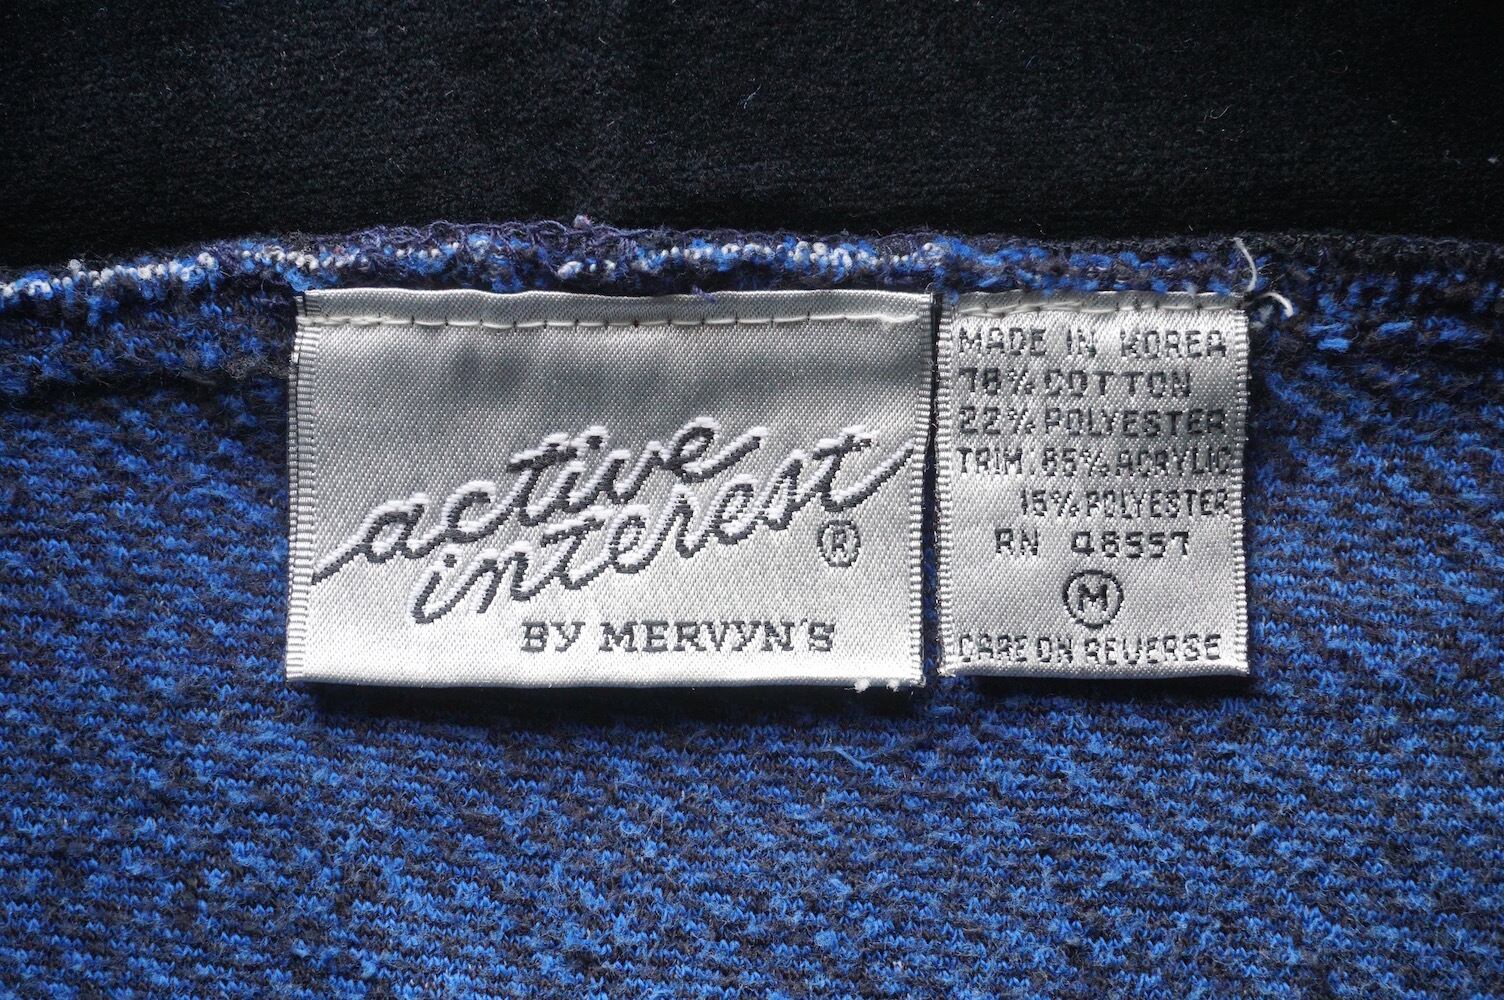 active
interest ®
BY MERVYN'S
MADE IN KOREA
78% COTTON
22% POLYESTER
TRIM: 85% ACRYLIC
15% POLYESTER
RN 48557
M
CARE ON REVERSE